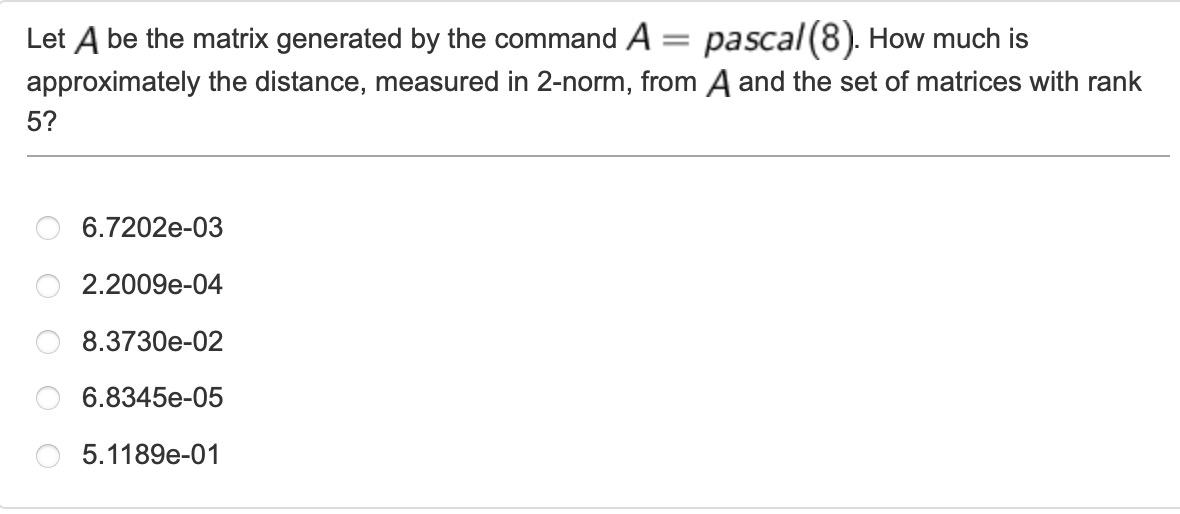 Let A be the matrix generated by the command A = pascal(8). How much is
approximately the distance, measured in 2-norm, from A and the set of matrices with rank
5?
6.7202e-03
2.2009e-04
8.3730e-02
6.8345e-05
5.1189e-01